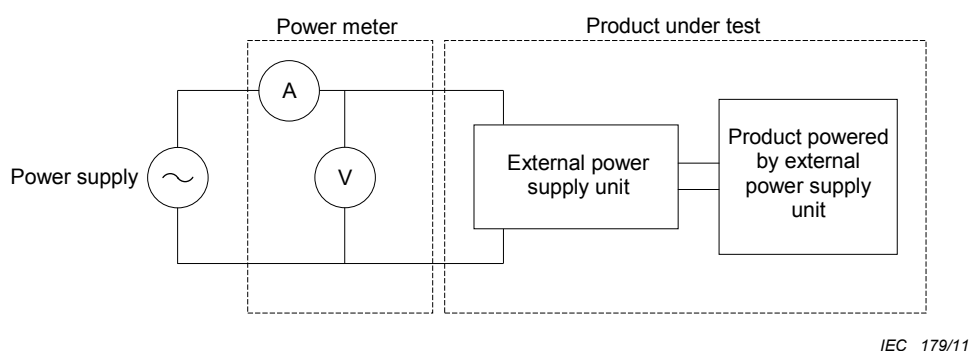 Power meter
Product under test
A
Power supply
V
External power
supply unit
Product powered
by external
power supply
unit
IEC 179/11